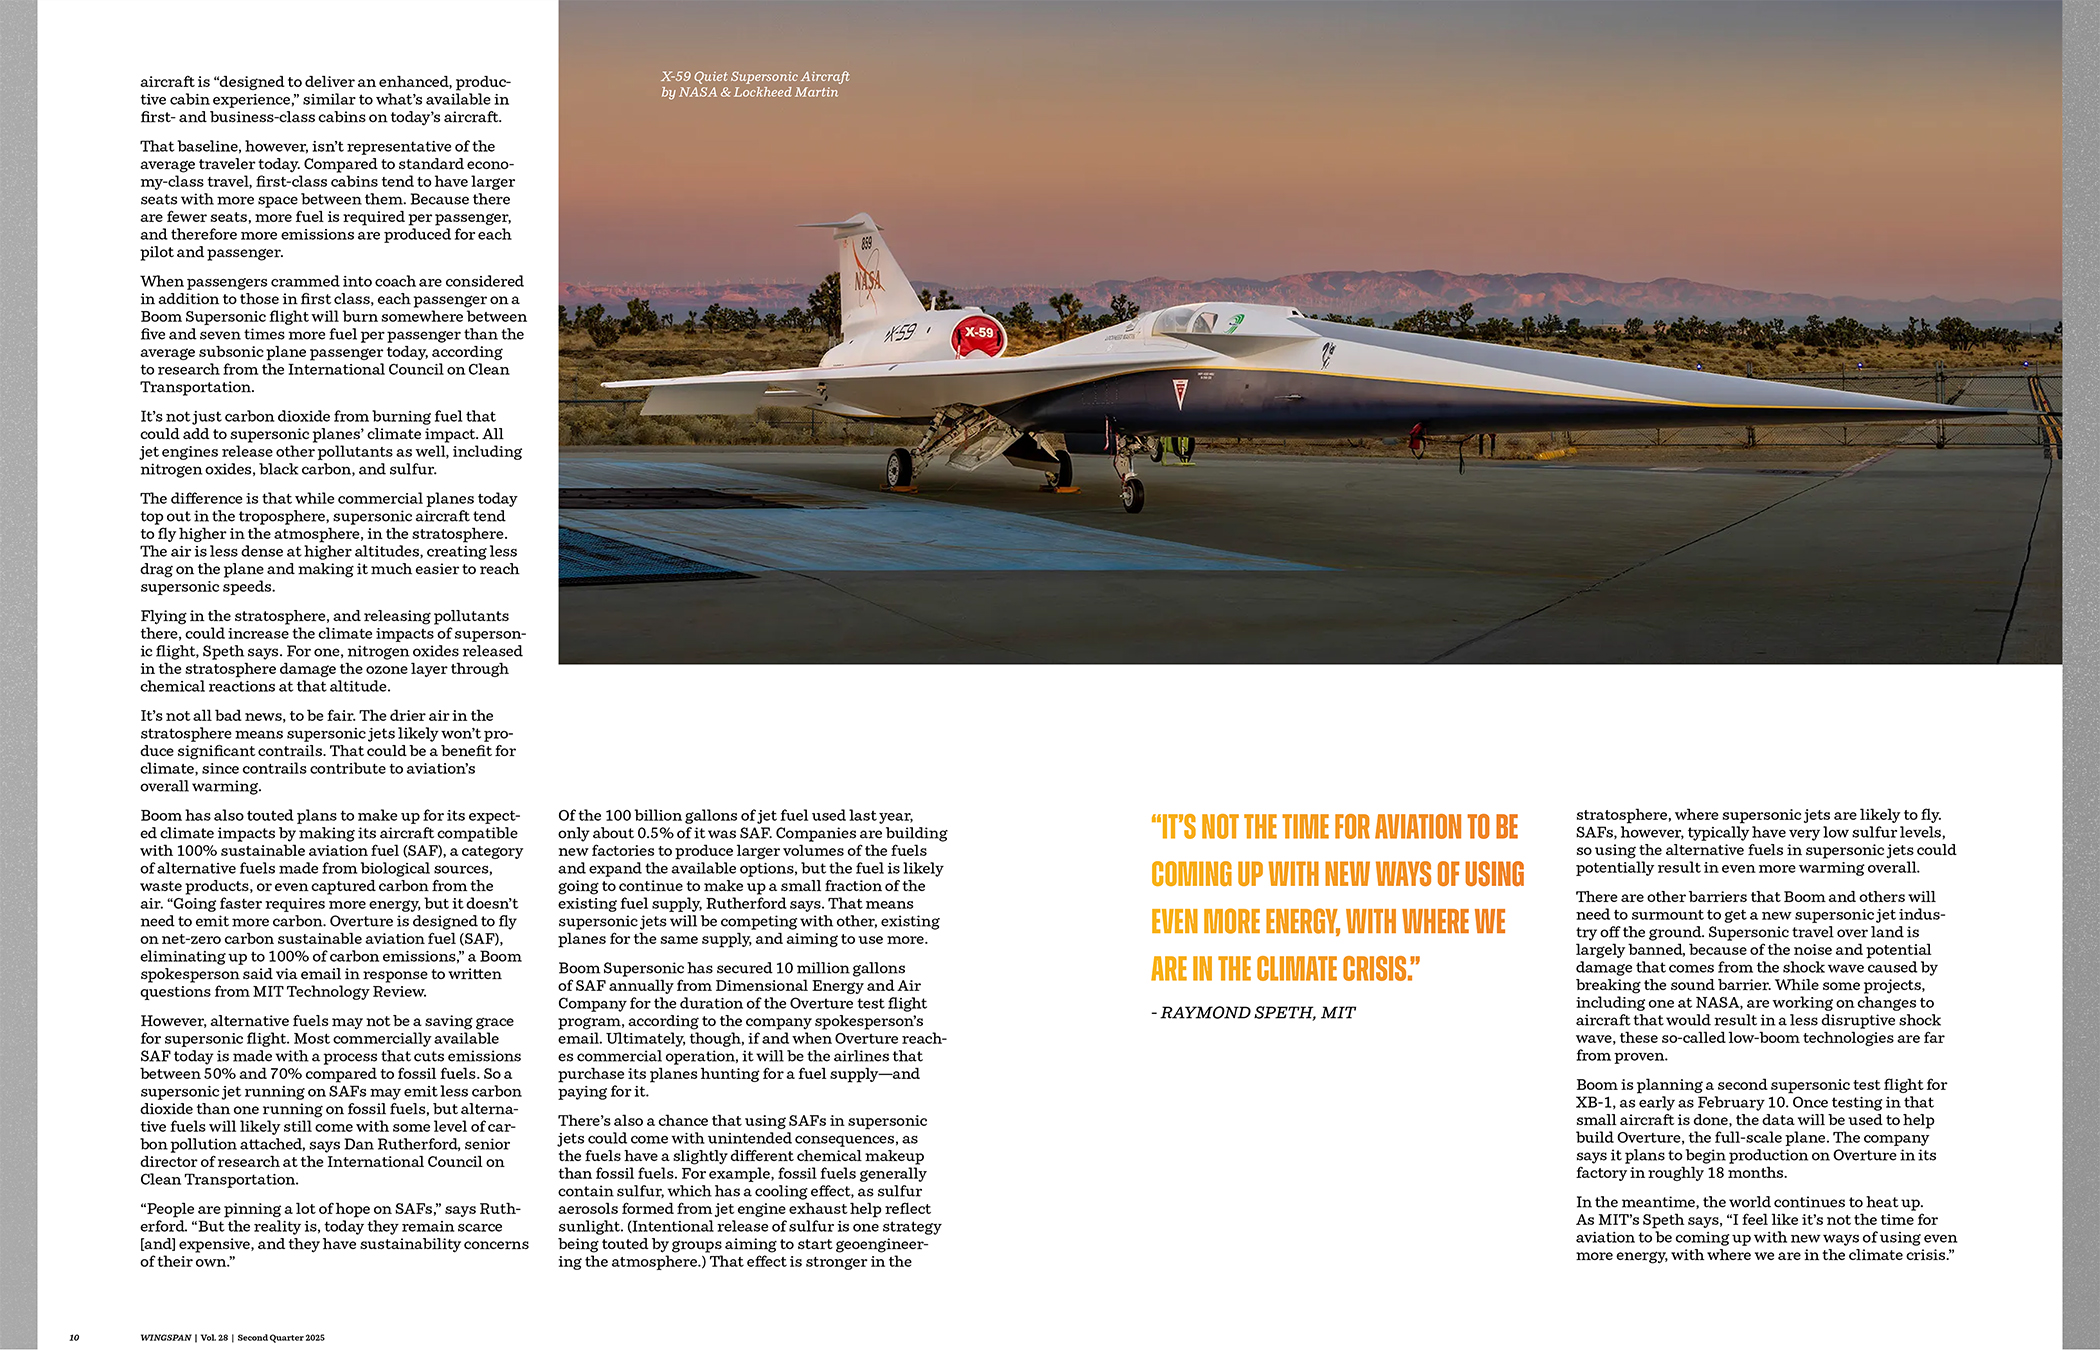 aircraft is “designed to deliver an enhanced, produc-
tive cabin experience,” similar to what’s available in
first- and business-class cabins on today’s aircraft.
That baseline, however, isn’t representative of the
average traveler today. Compared to standard econo-
my-class travel, first-class cabins tend to have larger
seats with more space between them. Because there
are fewer seats, more fuel is required per passenger,
and therefore more emissions are produced for each
pilot and passenger.
When passengers crammed into coach are considered
in addition to those in first class, each passenger on a
Boom Supersonic flight will burn somewhere between
five and seven times more fuel per passenger than the
average subsonic plane passenger today, according
to research from the International Council on Clean
Transportation.
It’s not just carbon dioxide from burning fuel that
could add to supersonic planes’ climate impact. All
jet engines release other pollutants as well, including
nitrogen oxides, black carbon, and sulfur.
The difference is that while commercial planes today
top out in the troposphere, supersonic aircraft tend
to fly higher in the atmosphere, in the stratosphere.
The air is less dense at higher altitudes, creating less
drag on the plane and making it much easier to reach
supersonic speeds.
Flying in the stratosphere, and releasing pollutants
there, could increase the climate impacts of superson-
ic flight, Speth says. For one, nitrogen oxides released
in the stratosphere damage the ozone layer through
chemical reactions at that altitude.
It’s not all bad news, to be fair. The drier air in the
stratosphere means supersonic jets likely won’t pro-
duce significant contrails. That could be a benefit for
climate, since contrails contribute to aviation’s
overall warming.
Boom has also touted plans to make up for its expect-
ed climate impacts by making its aircraft compatible
with 100% sustainable aviation fuel (SAF), a category
of alternative fuels made from biological sources,
waste products, or even captured carbon from the
air. “Going faster requires more energy, but it doesn’t
need to emit more carbon. Overture is designed to fly
on net-zero carbon sustainable aviation fuel (SAF),
eliminating up to 100% of carbon emissions,” a Boom
spokesperson said via email in response to written
questions from MIT Technology Review.
However, alternative fuels may not be a saving grace
for supersonic flight. Most commercially available
SAF today is made with a process that cuts emissions
between 50% and 70% compared to fossil fuels. So a
supersonic jet running on SAFs may emit less carbon
dioxide than one running on fossil fuels, but alterna-
tive fuels will likely still come with some level of car-
bon pollution attached, says Dan Rutherford, senior
director of research at the International Council on
Clean Transportation.
“People are pinning a lot of hope on SAFs,” says Ruth-
erford. “But the reality is, today they remain scarce
[and] expensive, and they have sustainability concerns
of their own.”
X-59 Quiet Supersonic Aircraft
by NASA & Lockheed Martin
859
NASA
X-59
X-59
LOCKHEED MARTIN
Of the 100 billion gallons of jet fuel used last year,
only about 0.5% of it was SAF. Companies are building
new factories to produce larger volumes of the fuels
and expand the available options, but the fuel is likely
going to continue to make up a small fraction of the
existing fuel supply, Rutherford says. That means
supersonic jets will be competing with other, existing
planes for the same supply, and aiming to use more.
Boom Supersonic has secured 10 million gallons
of SAF annually from Dimensional Energy and Air
Company for the duration of the Overture test flight
program, according to the company spokesperson’s
email. Ultimately, though, if and when Overture reach-
es commercial operation, it will be the airlines that
purchase its planes hunting for a fuel supply—and
paying for it.
There’s also a chance that using SAFs in supersonic
jets could come with unintended consequences, as
the fuels have a slightly different chemical makeup
than fossil fuels. For example, fossil fuels generally
contain sulfur, which has a cooling effect, as sulfur
aerosols formed from jet engine exhaust help reflect
sunlight. (Intentional release of sulfur is one strategy
being touted by groups aiming to start geoengineer-
ing the atmosphere.) That effect is stronger in the
“IT’S NOT THE TIME FOR AVIATION TO BE
COMING UP WITH NEW WAYS OF USING
EVEN MORE ENERGY, WITH WHERE WE
ARE IN THE CLIMATE CRISIS.”
- RAYMOND SPETH, MIT
stratosphere, where supersonic jets are likely to fly.
SAFs, however, typically have very low sulfur levels,
so using the alternative fuels in supersonic jets could
potentially result in even more warming overall.
There are other barriers that Boom and others will
need to surmount to get a new supersonic jet indus-
try off the ground. Supersonic travel over land is
largely banned, because of the noise and potential
damage that comes from the shock wave caused by
breaking the sound barrier. While some projects,
including one at NASA, are working on changes to
aircraft that would result in a less disruptive shock
wave, these so-called low-boom technologies are far
from proven.
Boom is planning a second supersonic test flight for
XB-1, as early as February 10. Once testing in that
small aircraft is done, the data will be used to help
build Overture, the full-scale plane. The company
says it plans to begin production on Overture in its
factory in roughly 18 months.
In the meantime, the world continues to heat up.
As MIT’s Speth says, “I feel like it’s not the time for
aviation to be coming up with new ways of using even
more energy, with where we are in the climate crisis.”
10
WINGSPAN | Vol. 28 | Second Quarter 2025